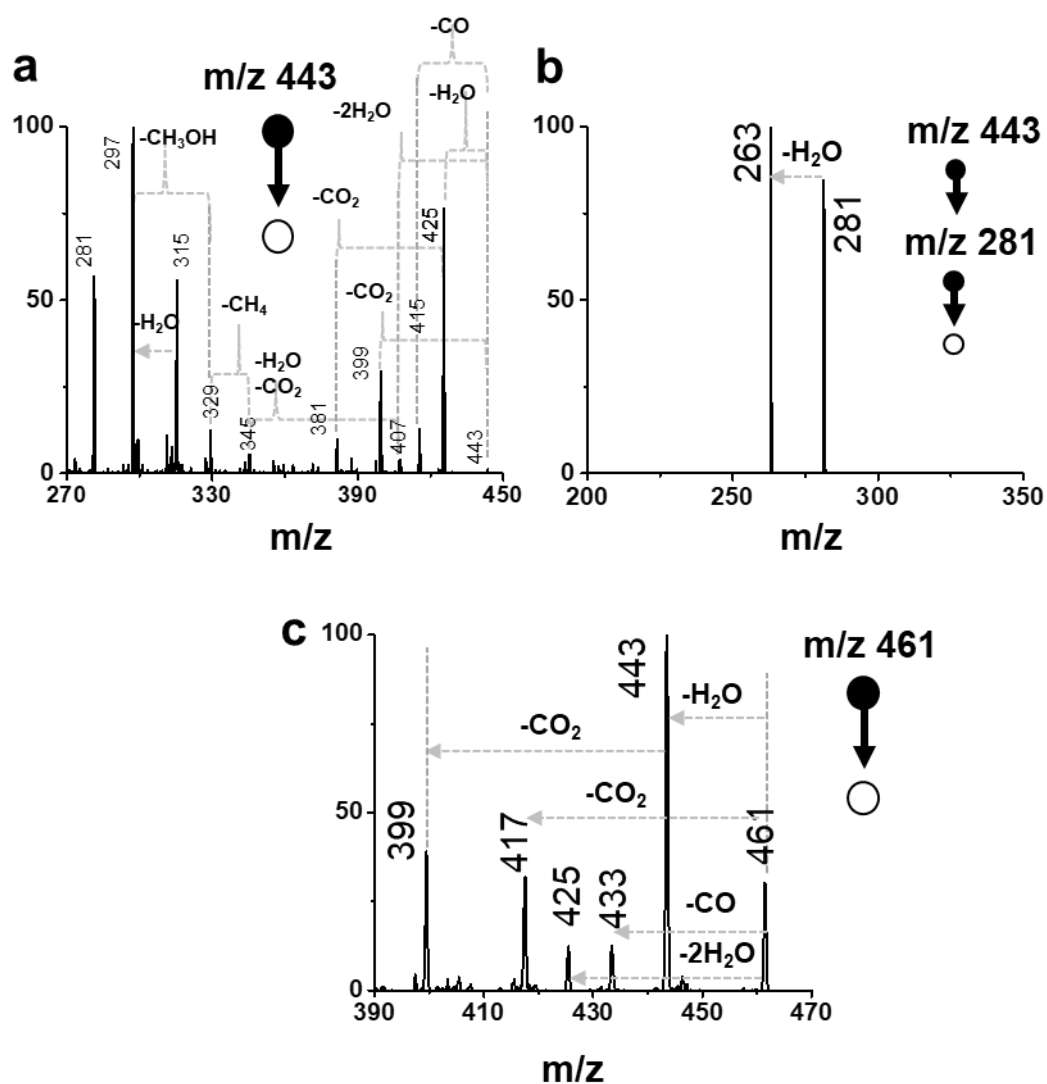 a
m/z 443
-CO
-H₂O
-2H₂O
-CH₃OH
-CO₂
-CO₂
-CH₄
-H₂O
-H₂O
-CO₂
281
297
315
329
345
381
399
407
415
425
443
100
50
0
270
330
390
450
m/z
b
m/z 443
m/z 281
-H₂O
263
281
100
50
0
200
250
300
350
m/z
c
m/z 461
-H₂O
-CO₂
-CO₂
-CO
-2H₂O
399
417
425
433
443
461
100
50
0
390
410
430
450
470
m/z